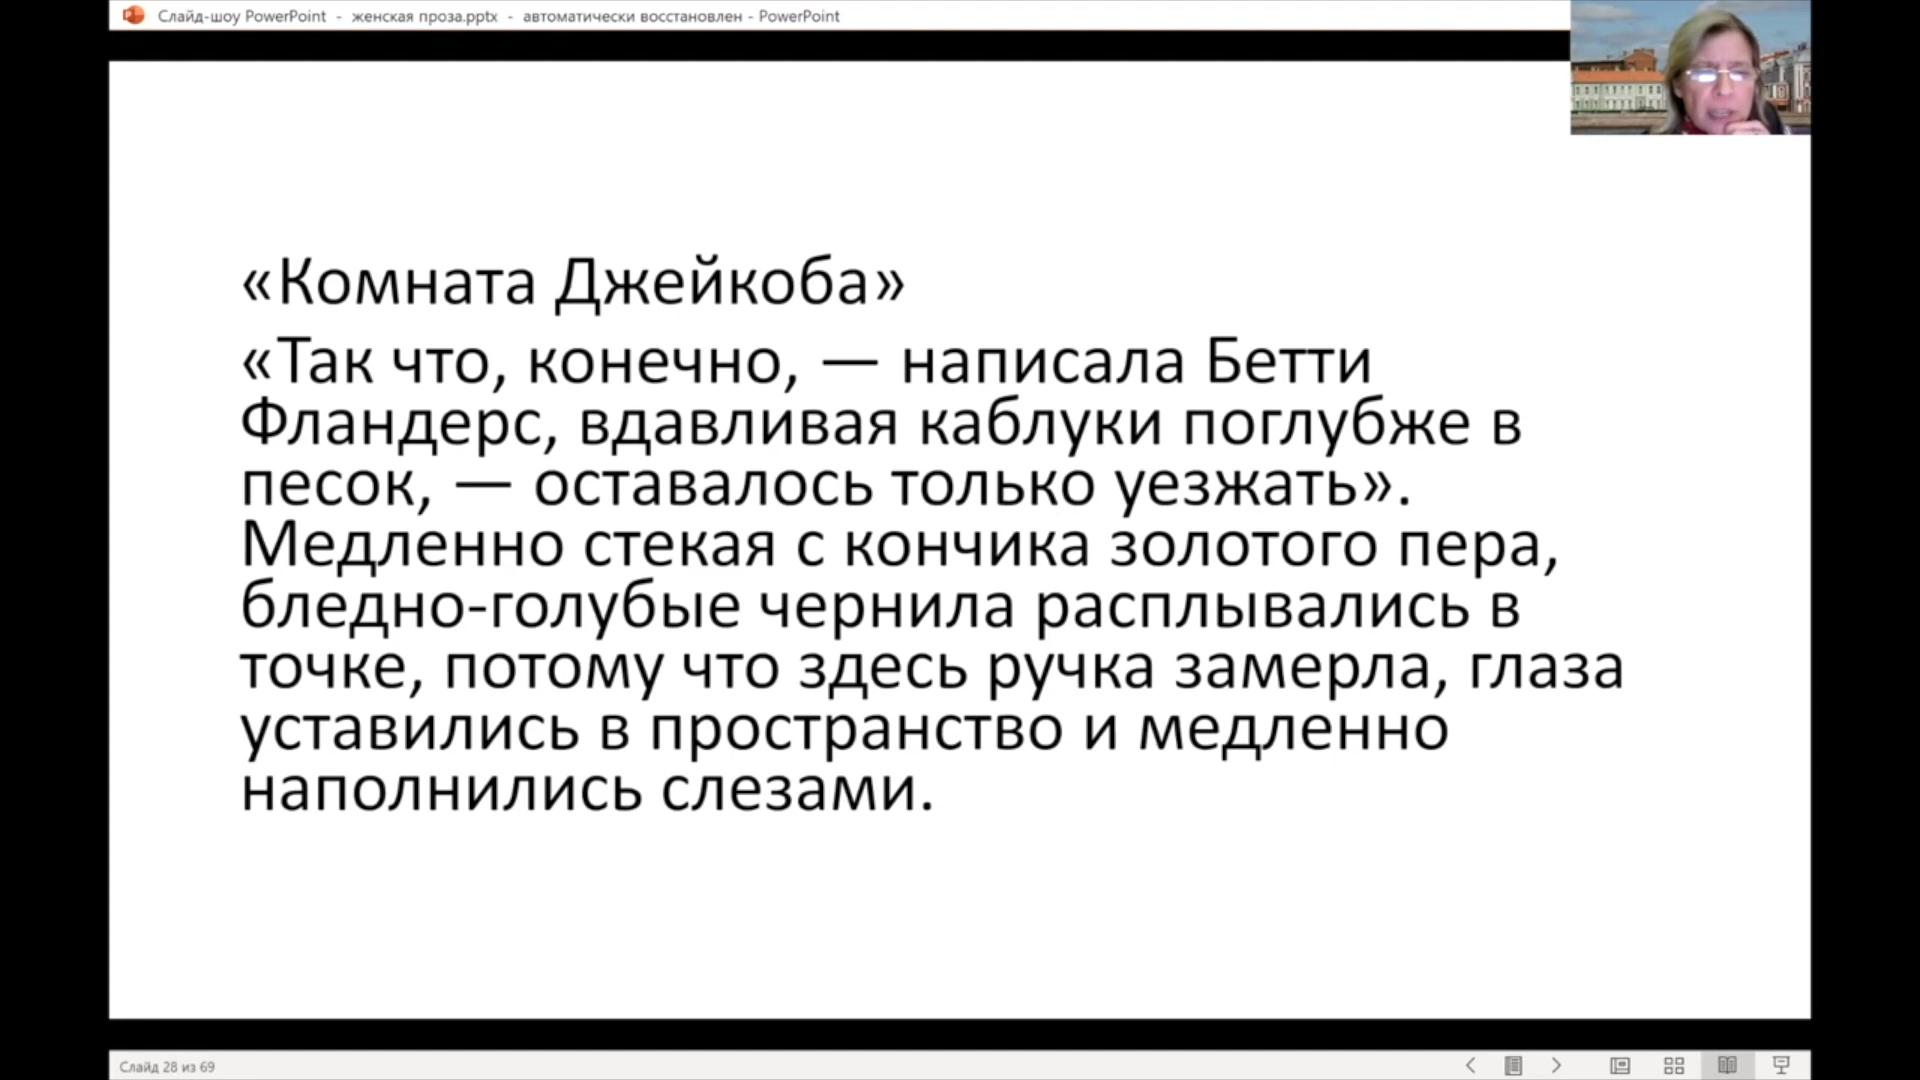 Слайд-шоу PowerPoint - женская проза.pptx - автоматически восстановлен - PowerPoint
«Комната Джейкоба»
«Так что, конечно, — написала Бетти
Фландерс, вдавливая каблуки поглубже в
песок, — оставалось только уезжать».
Медленно стекая с кончика золотого пера,
бледно-голубые чернила расплывались в
точке, потому что здесь ручка замерла, глаза
уставились в пространство и медленно
наполнились слезами.
Слайд 28 из 69